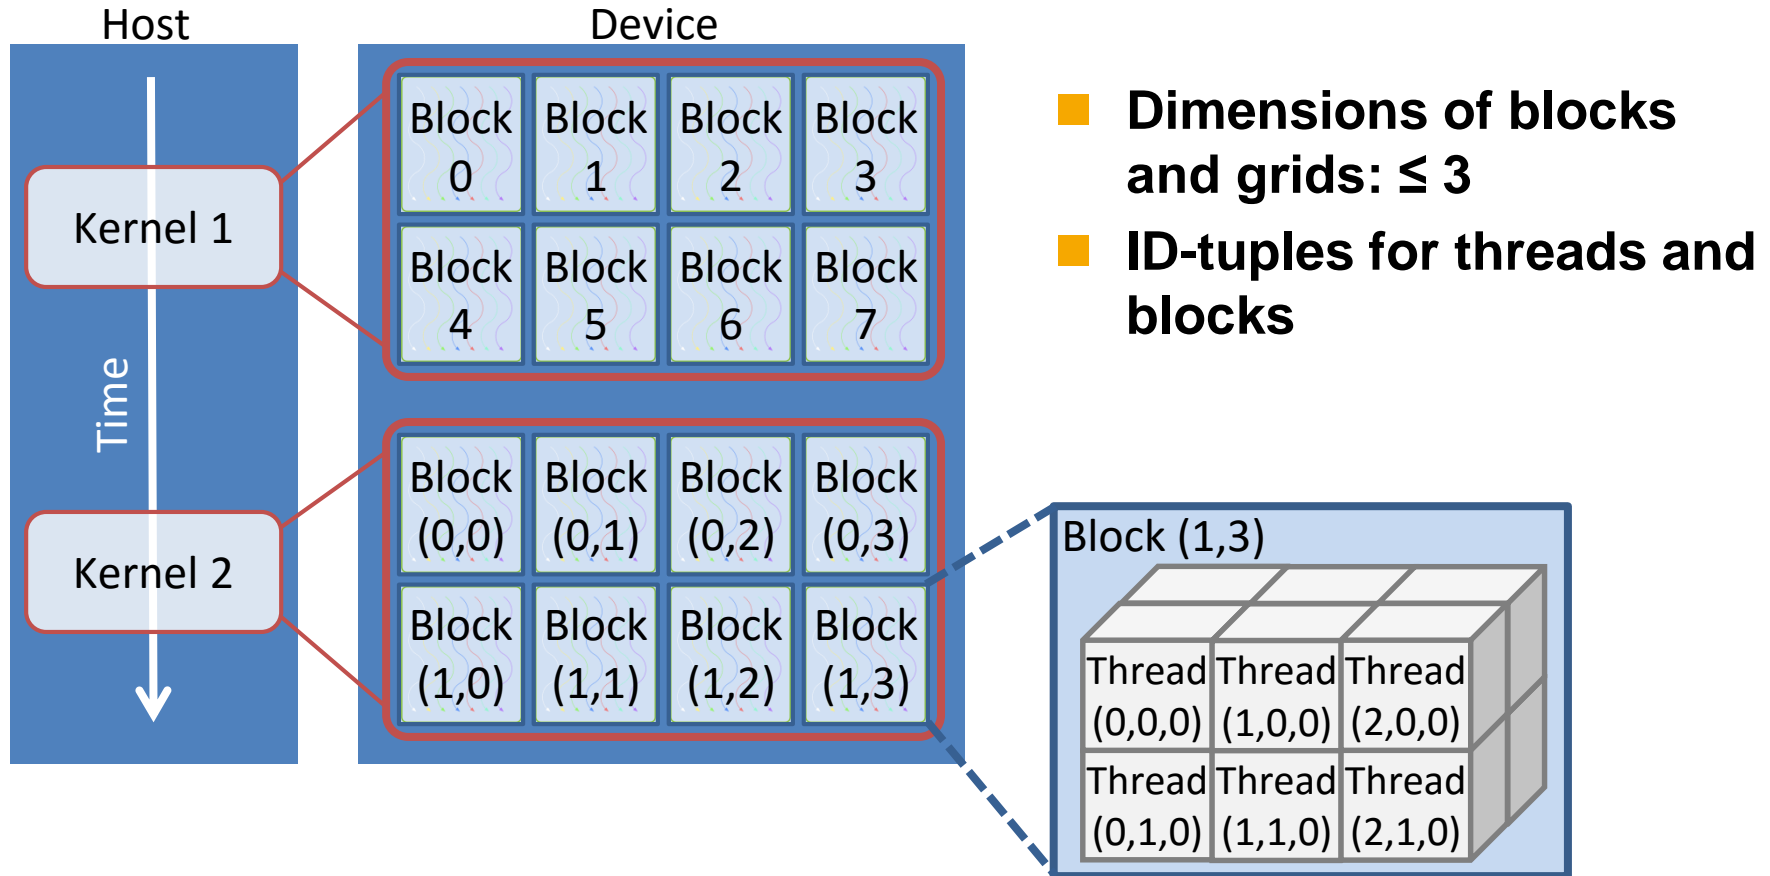 Host
Device
Block Block Block Block
0 1 2 3
Kernel 1
Block Block Block Block
4 5 6 7
Time
Block Block Block Block
(0,0) (0,1) (0,2) (0,3)
Kernel 2
Block Block Block Block
(1,0) (1,1) (1,2) (1,3)
Dimensions of blocks
and grids: ≤ 3
ID-tuples for threads and
blocks
Block (1,3)
Thread Thread Thread
(0,0,0) (1,0,0) (2,0,0)
Thread Thread Thread
(0,1,0) (1,1,0) (2,1,0)